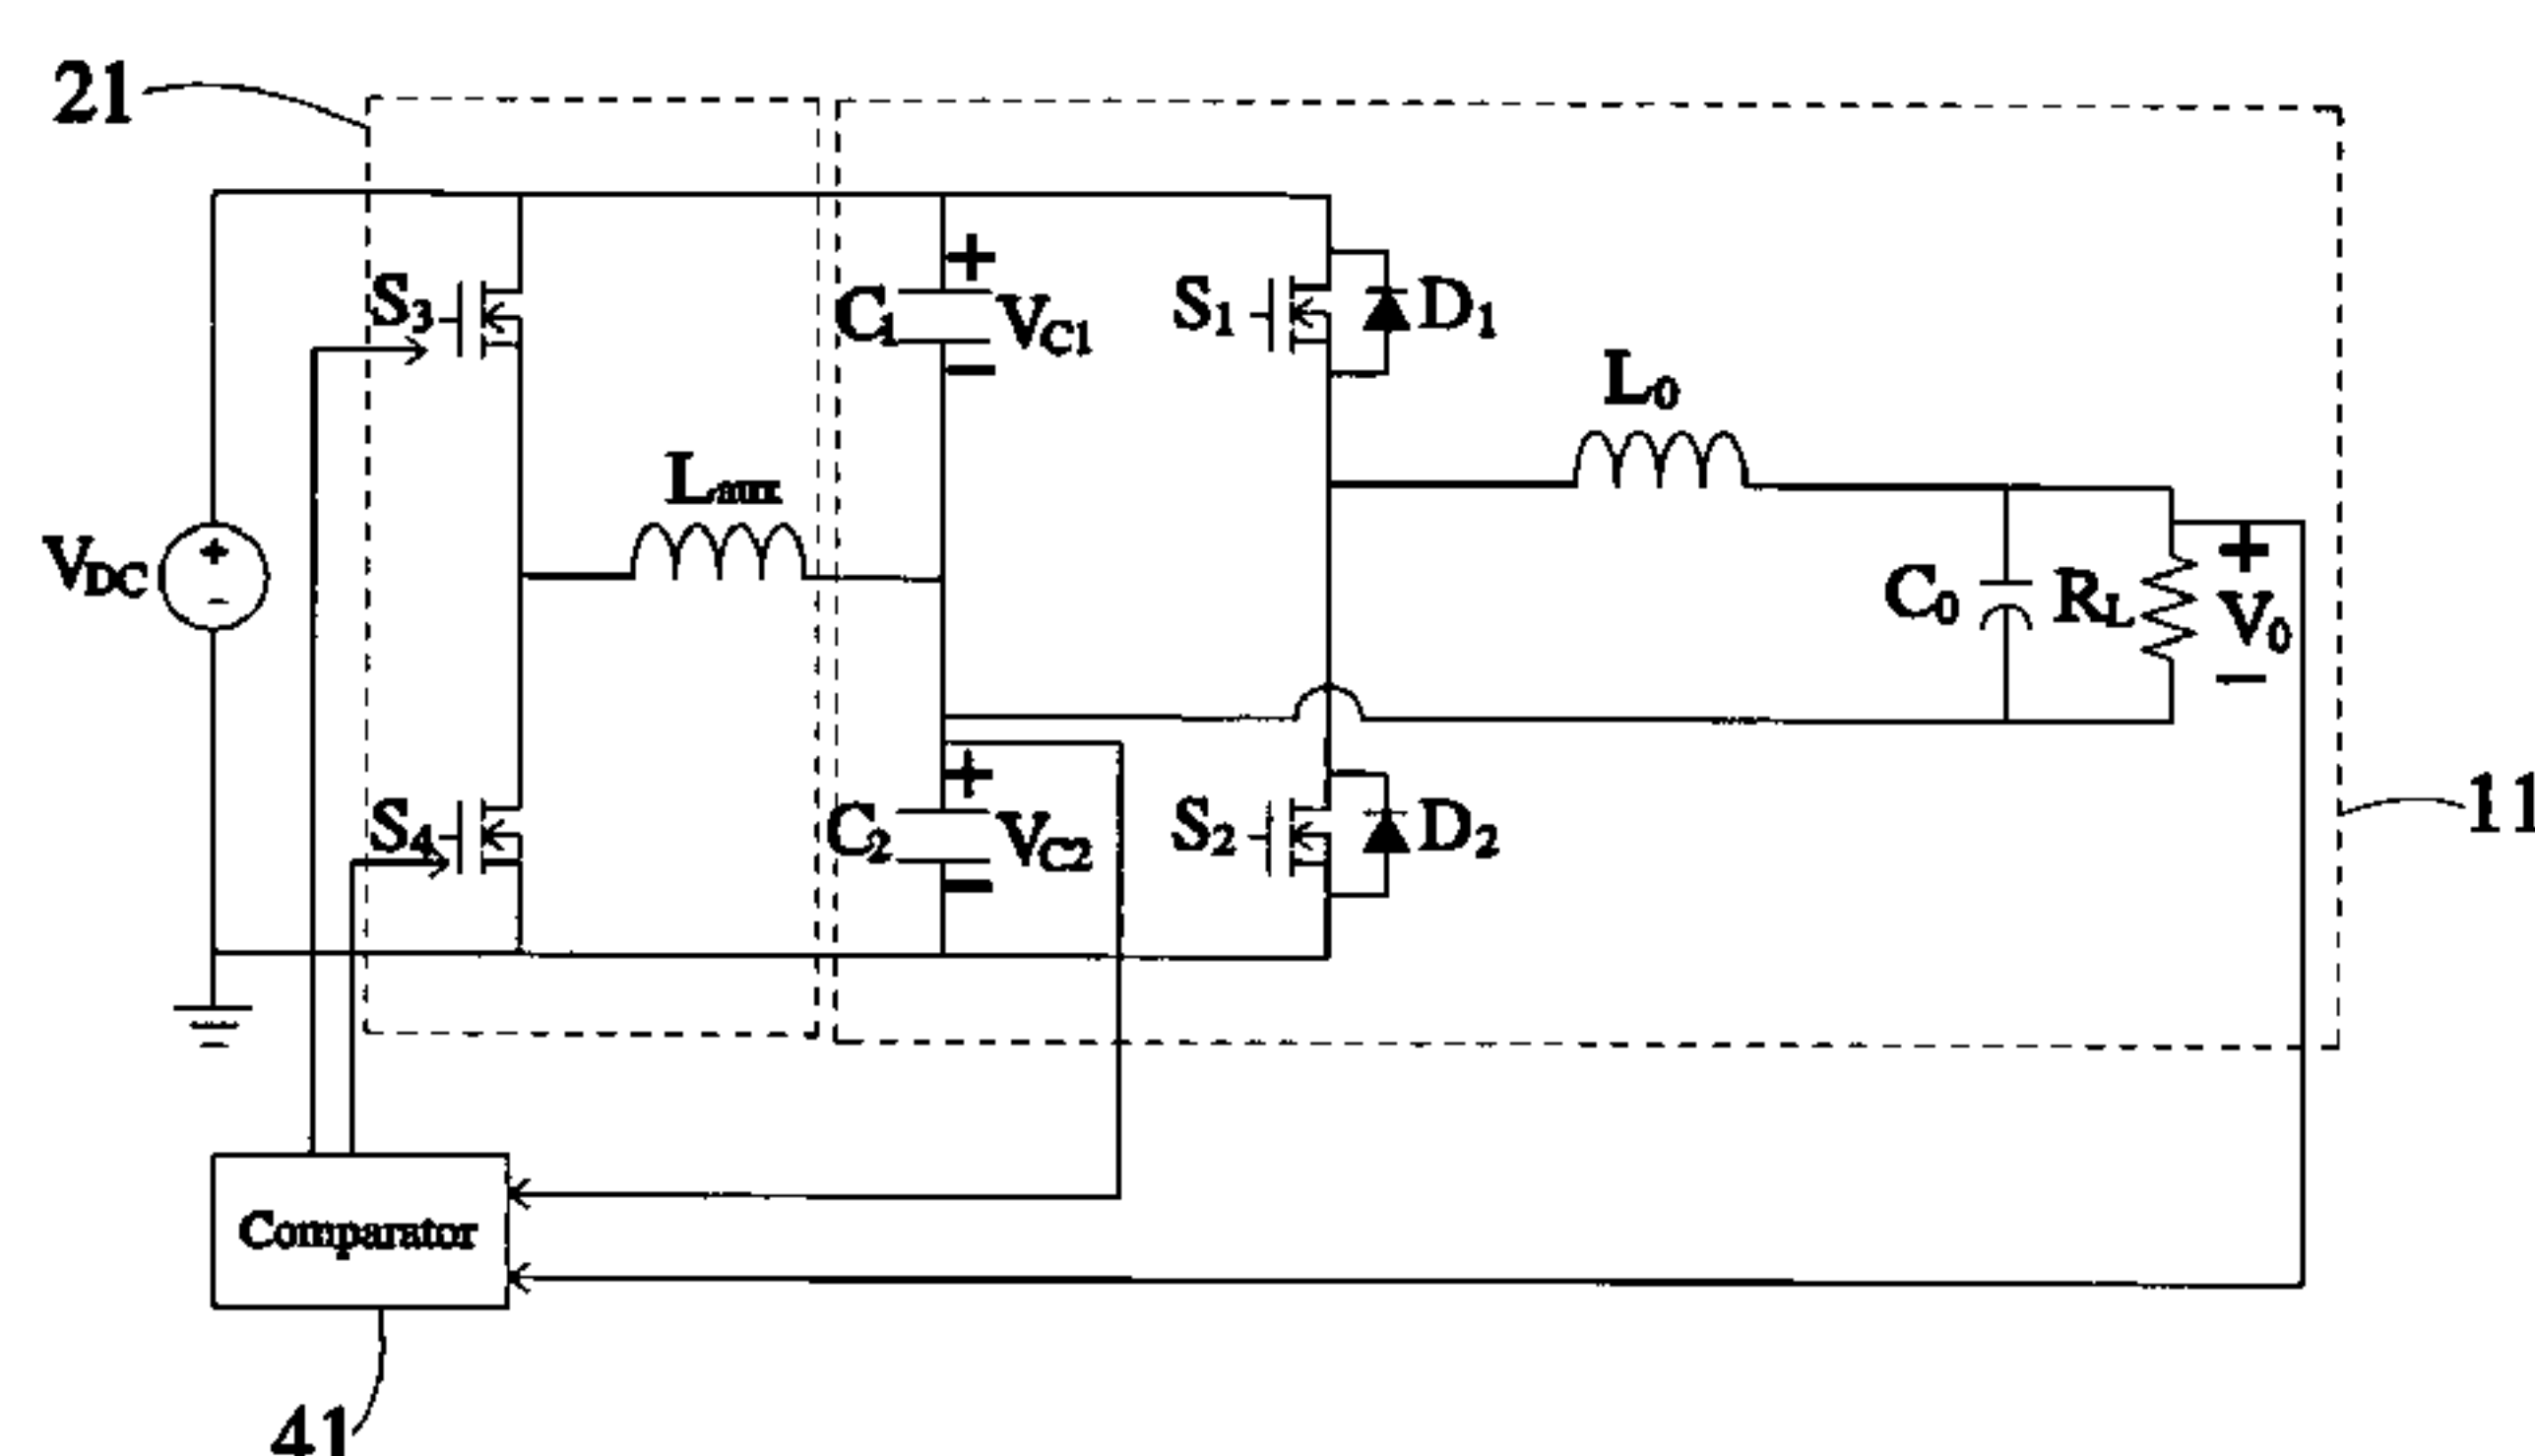 21
S3
C1
+
VC1
−
S1
D1
L0
Laux
VDC
+
-
C0
RL
+
V0
−
S4
C2
+
VC2
−
S2
D2
11
Comparator
41